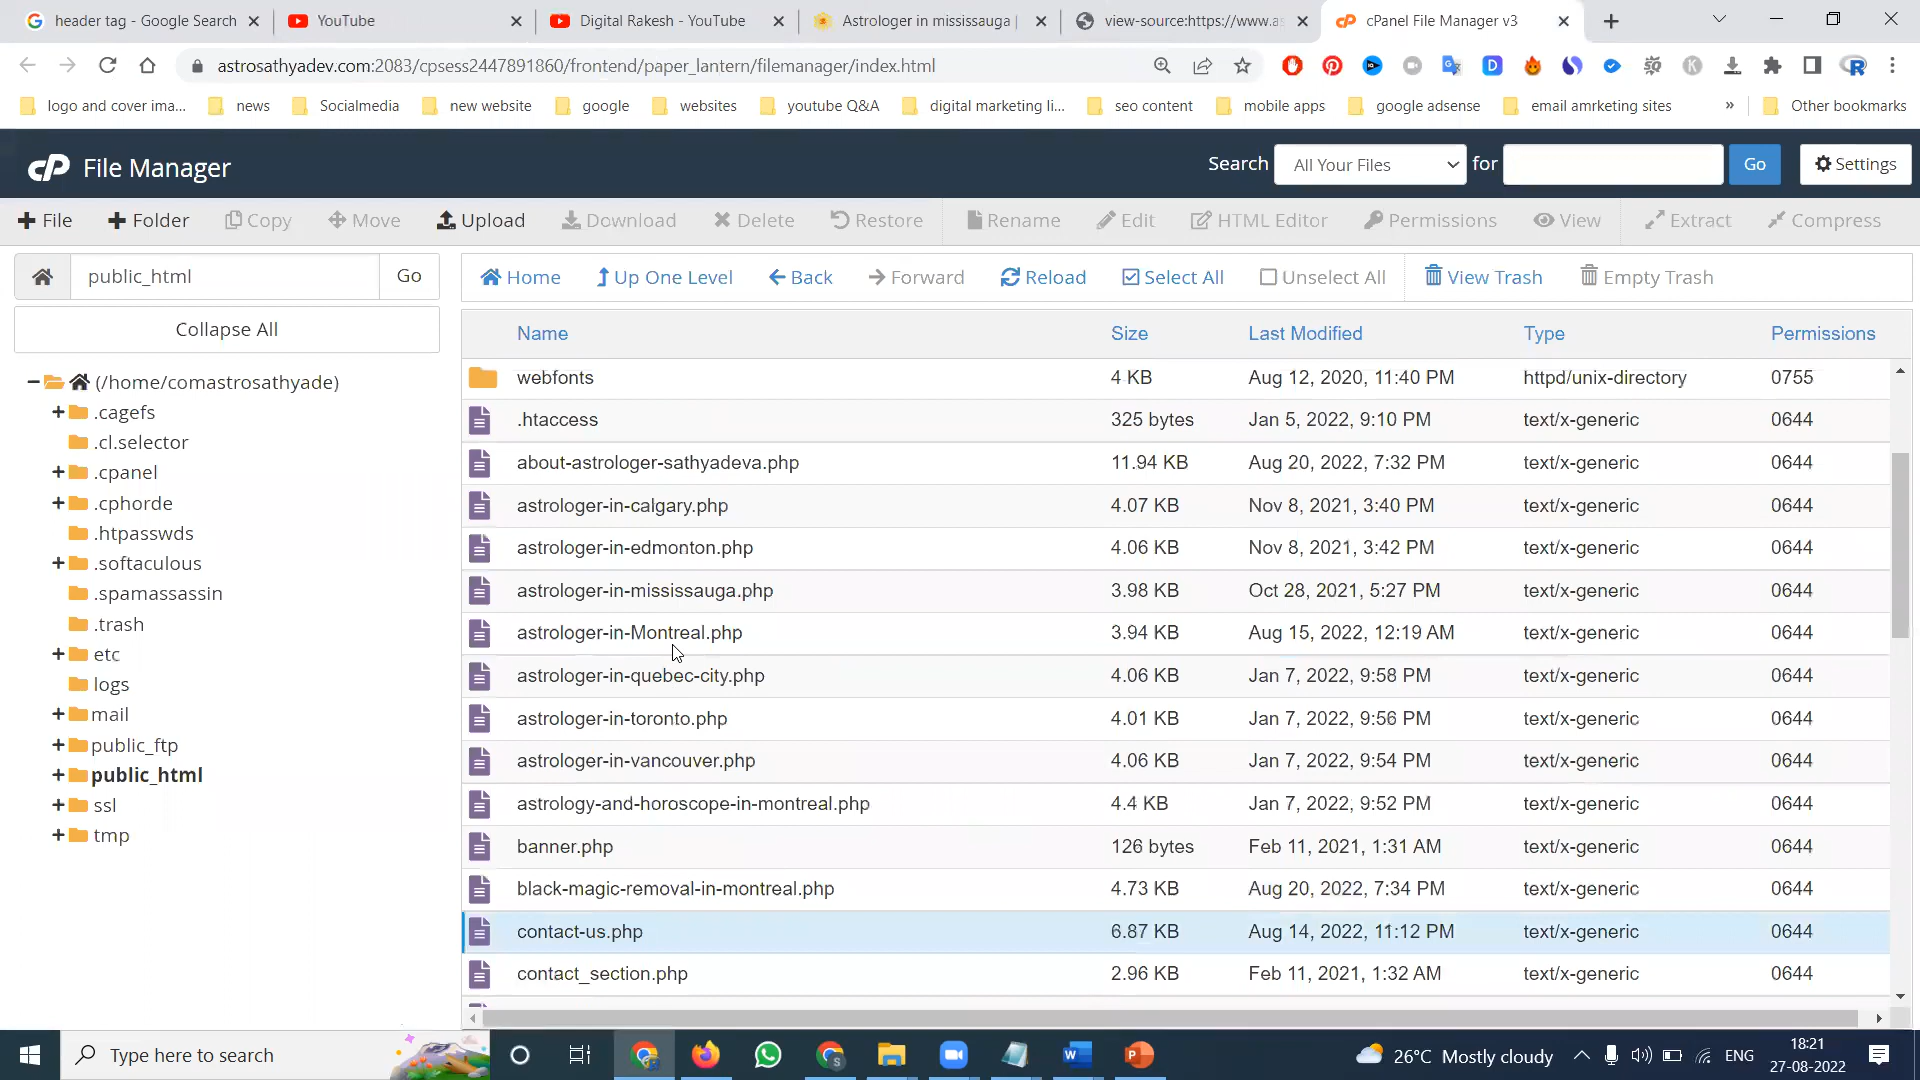 header tag - Google Search
YouTube
Digital Rakesh - YouTube
Astrologer in mississauga |
view-source:https://www.as
cPanel File Manager v3
astrosathyadev.com:2083/cpsess2447891860/frontend/paper_lantern/filemanager/index.html
logo and cover ima...
news
Socialmedia
new website
google
websites
youtube Q&A
digital marketing li...
seo content
mobile apps
google adsense
email amrketing sites
»
Other bookmarks
cP File Manager
Search All Your Files for Go Settings
File
Folder
Copy
Move
Upload
Download
Delete
Restore
Rename
Edit
HTML Editor
Permissions
View
Extract
Compress
public_html Go
Home
Up One Level
Back
Forward
Reload
Select All
Unselect All
View Trash
Empty Trash
Collapse All
(/home/comastrosathyade)
.cagefs
.cl.selector
.cpanel
.cphorde
.htpasswds
.softaculous
.spamassassin
.trash
etc
logs
mail
public_ftp
public_html
ssl
tmp
Name Size Last Modified Type Permissions
webfonts 4 KB Aug 12, 2020, 11:40 PM httpd/unix-directory 0755
.htaccess 325 bytes Jan 5, 2022, 9:10 PM text/x-generic 0644
about-astrologer-sathyadeva.php 11.94 KB Aug 20, 2022, 7:32 PM text/x-generic 0644
astrologer-in-calgary.php 4.07 KB Nov 8, 2021, 3:40 PM text/x-generic 0644
astrologer-in-edmonton.php 4.06 KB Nov 8, 2021, 3:42 PM text/x-generic 0644
astrologer-in-mississauga.php 3.98 KB Oct 28, 2021, 5:27 PM text/x-generic 0644
astrologer-in-Montreal.php 3.94 KB Aug 15, 2022, 12:19 AM text/x-generic 0644
astrologer-in-quebec-city.php 4.06 KB Jan 7, 2022, 9:58 PM text/x-generic 0644
astrologer-in-toronto.php 4.01 KB Jan 7, 2022, 9:56 PM text/x-generic 0644
astrologer-in-vancouver.php 4.06 KB Jan 7, 2022, 9:54 PM text/x-generic 0644
astrology-and-horoscope-in-montreal.php 4.4 KB Jan 7, 2022, 9:52 PM text/x-generic 0644
banner.php 126 bytes Feb 11, 2021, 1:31 AM text/x-generic 0644
black-magic-removal-in-montreal.php 4.73 KB Aug 20, 2022, 7:34 PM text/x-generic 0644
contact-us.php 6.87 KB Aug 14, 2022, 11:12 PM text/x-generic 0644
contact_section.php 2.96 KB Feb 11, 2021, 1:32 AM text/x-generic 0644
Type here to search
26°C Mostly cloudy
ENG
18:21
27-08-2022